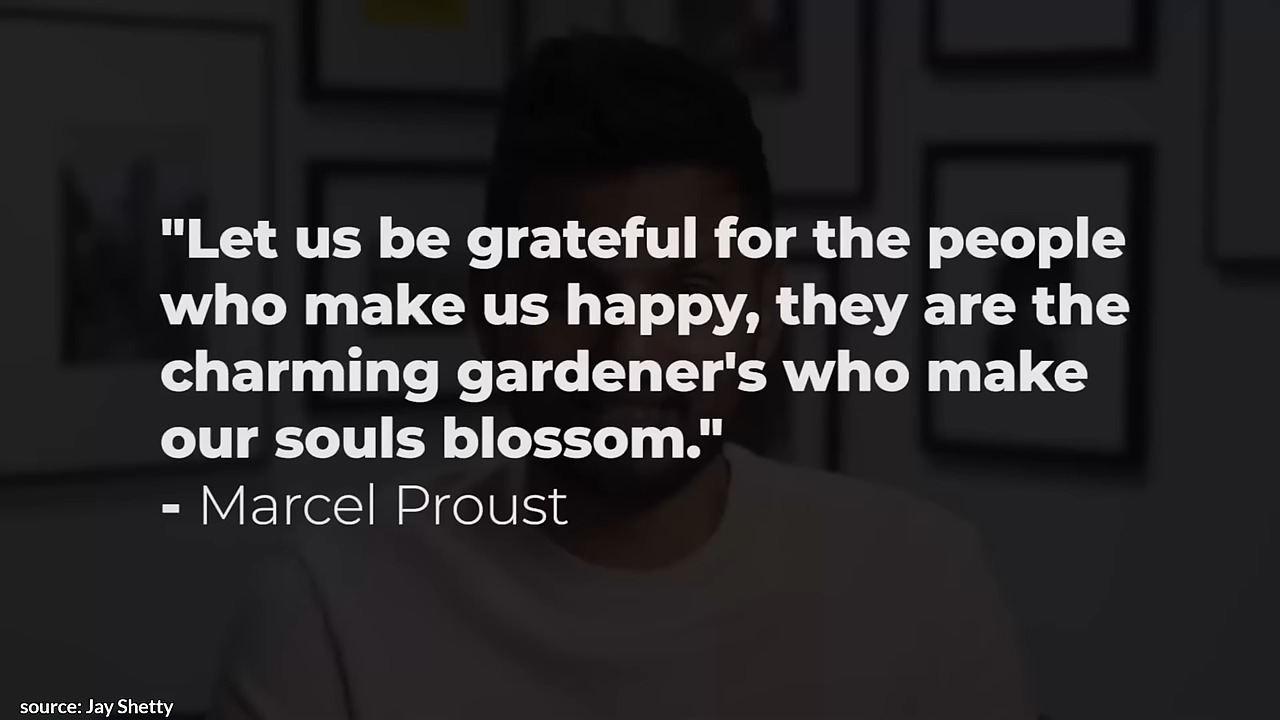 "Let us be grateful for the people
who make us happy, they are the
charming gardener's who make
our souls blossom."
- Marcel Proust
source: Jay Shetty